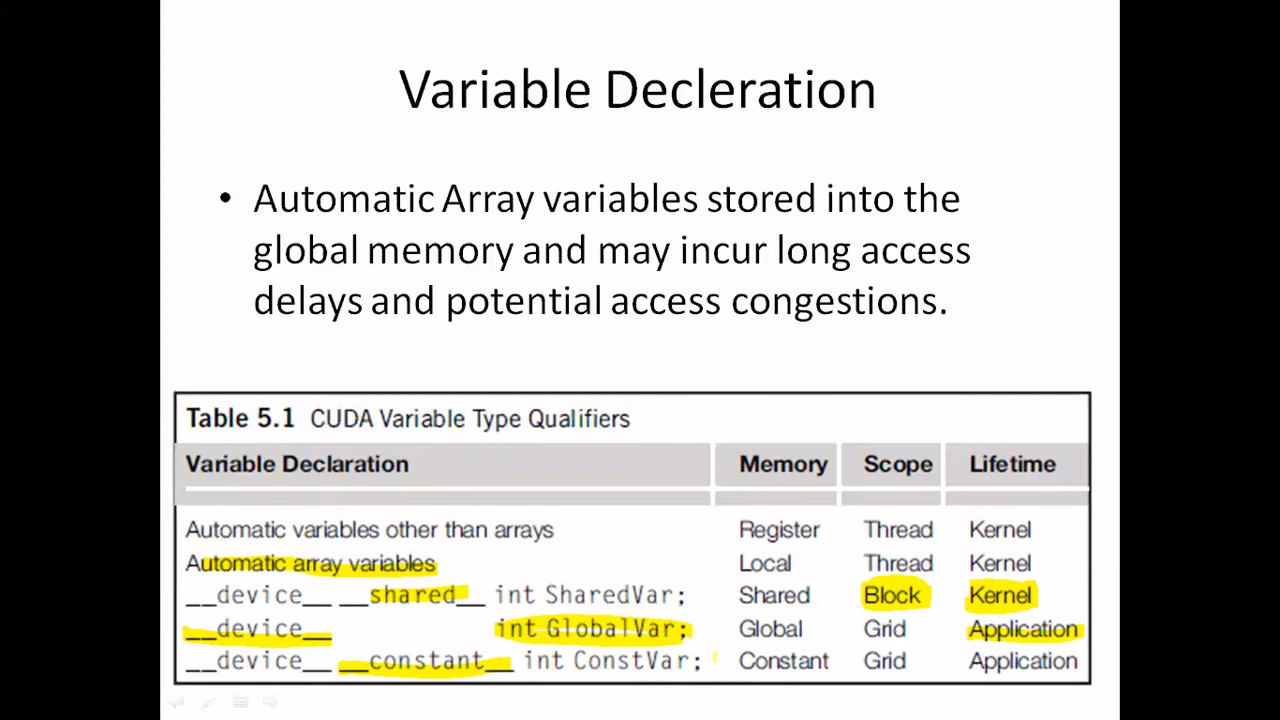 Variable Decleration
• Automatic Array variables stored into the
global memory and may incur long access
delays and potential access congestions.
Table 5.1 CUDA Variable Type Qualifiers
Variable Declaration Memory Scope Lifetime
Automatic variables other than arrays Register Thread Kernel
Automatic array variables Local Thread Kernel
__device__ __shared__ int SharedVar; Shared Block Kernel
__device__ int GlobalVar; Global Grid Application
__device__ __constant__ int ConstVar; Constant Grid Application